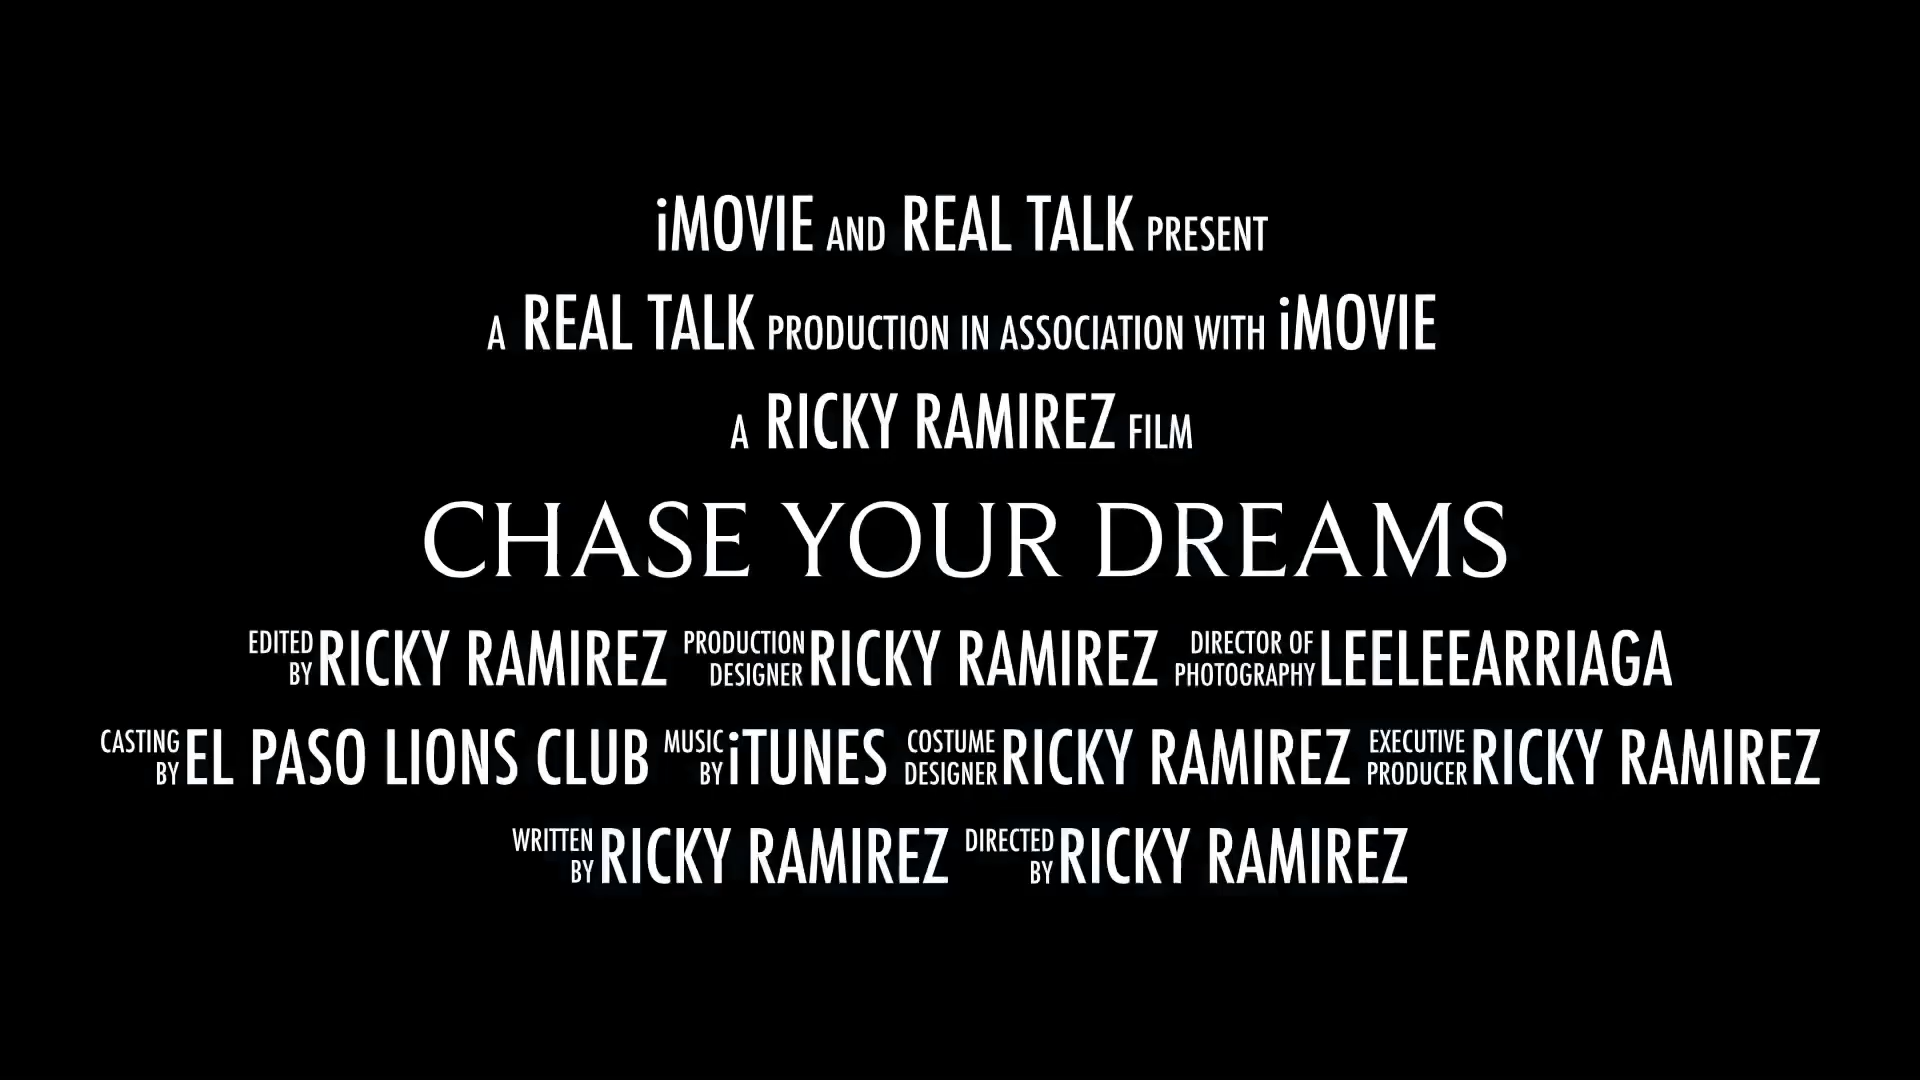 iMOVIE AND REAL TALK PRESENT
A REAL TALK PRODUCTION IN ASSOCIATION WITH iMOVIE
A RICKY RAMIREZ FILM
CHASE YOUR DREAMS
EDITED BY RICKY RAMIREZ PRODUCTION DESIGNER RICKY RAMIREZ DIRECTOR OF PHOTOGRAPHY LEELEEARRIAGA
CASTING BY EL PASO LIONS CLUB MUSIC BY iTUNES COSTUME DESIGNER RICKY RAMIREZ EXECUTIVE PRODUCER RICKY RAMIREZ
WRITTEN BY RICKY RAMIREZ DIRECTED BY RICKY RAMIREZ